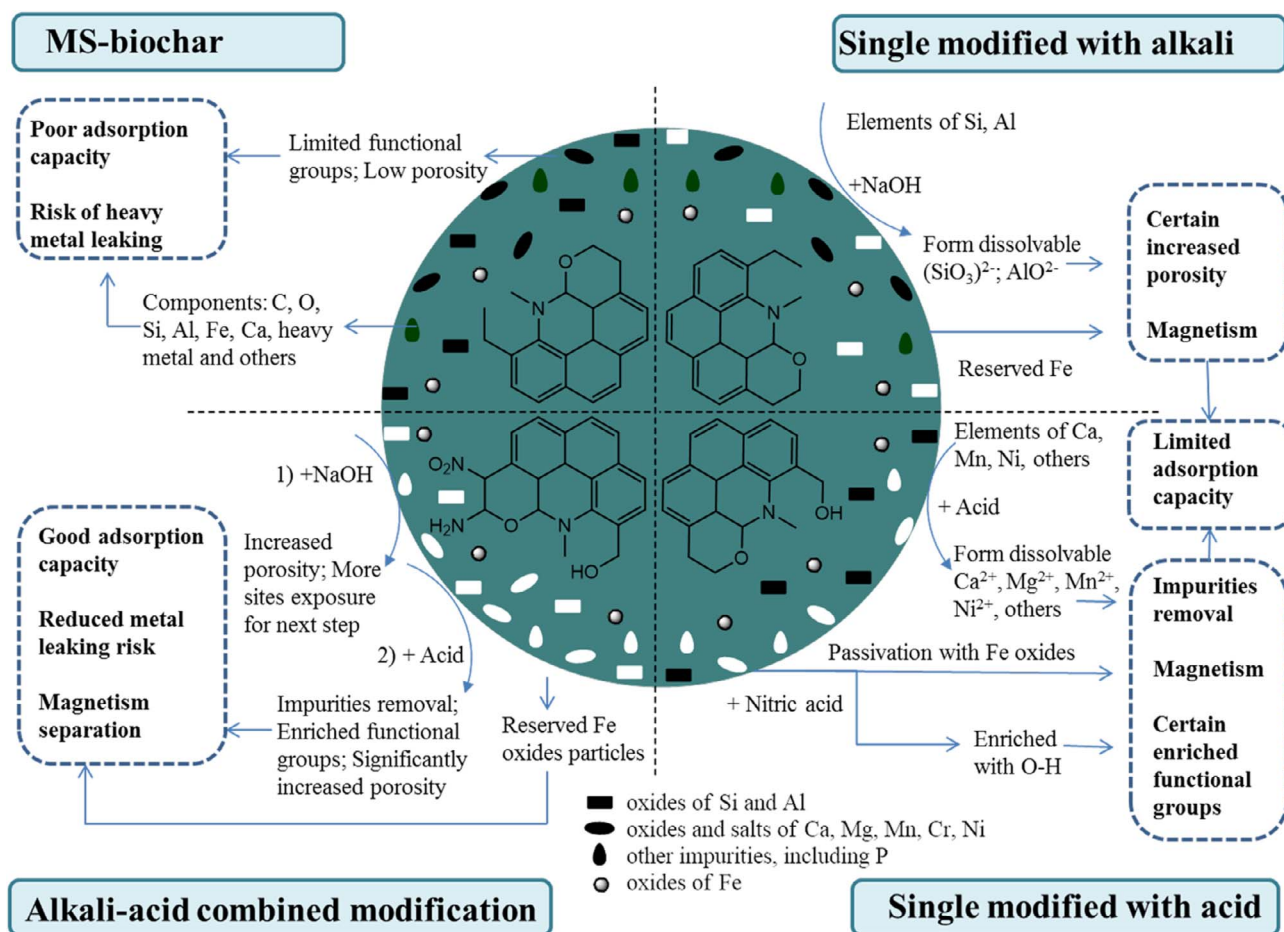 MS-biochar
Single modified with alkali
Poor adsorption
capacity
Risk of heavy
metal leaking
Limited functional
groups; Low porosity
Components: C, O,
Si, Al, Fe, Ca, heavy
metal and others
Elements of Si, Al
+NaOH
Form dissolvable
(SiO₃)²⁻; AlO²⁻
Reserved Fe
Certain
increased
porosity
Magnetism
O
N
N
O
Limited
adsorption
capacity
1) +NaOH
Increased
porosity; More
sites exposure
for next step
2) + Acid
Impurities removal;
Enriched functional
groups; Significantly
increased porosity
Good adsorption
capacity
Reduced metal
leaking risk
Magnetism
separation
Reserved Fe
oxides particles
O₂N
H₂N
O
N
HO
OH
N
O
Elements of Ca,
Mn, Ni, others
+ Acid
Form dissolvable
Ca²⁺, Mg²⁺, Mn²⁺,
Ni²⁺, others
Passivation with Fe oxides
+ Nitric acid
Enriched
with O-H
Impurities
removal
Magnetism
Certain
enriched
functional
groups
oxides of Si and Al
oxides and salts of Ca, Mg, Mn, Cr, Ni
other impurities, including P
oxides of Fe
Alkali-acid combined modification
Single modified with acid